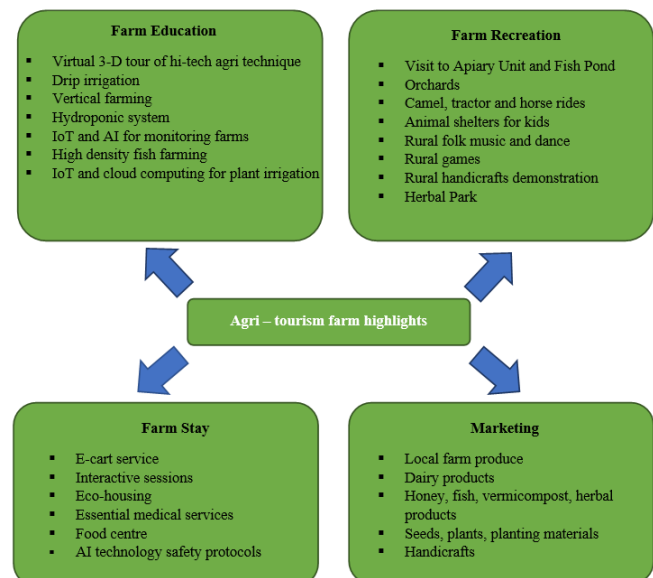 Farm Education
▪ Virtual 3-D tour of hi-tech agri technique
▪ Drip irrigation
▪ Vertical farming
▪ Hydroponic system
▪ IoT and AI for monitoring farms
▪ High density fish farming
▪ IoT and cloud computing for plant irrigation
Farm Recreation
▪ Visit to Apiary Unit and Fish Pond
▪ Orchards
▪ Camel, tractor and horse rides
▪ Animal shelters for kids
▪ Rural folk music and dance
▪ Rural games
▪ Rural handicrafts demonstration
▪ Herbal Park
Agri – tourism farm highlights
Farm Stay
▪ E-cart service
▪ Interactive sessions
▪ Eco-housing
▪ Essential medical services
▪ Food centre
▪ AI technology safety protocols
Marketing
▪ Local farm produce
▪ Dairy products
▪ Honey, fish, vermicompost, herbal
products
▪ Seeds, plants, planting materials
▪ Handicrafts